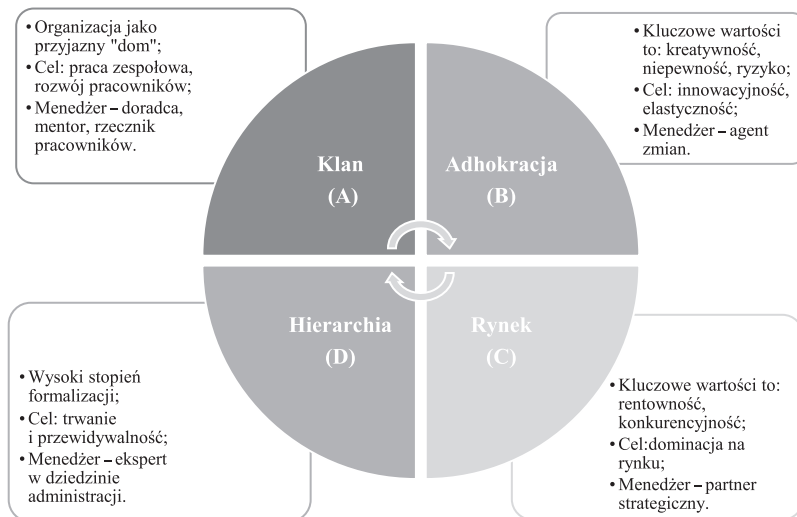 • Organizacja jako
przyjazny "dom";
• Cel: praca zespołowa,
rozwój pracowników;
• Menedżer – doradca,
mentor, rzecznik
pracowników.
• Kluczowe wartości
to: kreatywność,
niepewność, ryzyko;
• Cel: innowacyjność,
elastyczność;
• Menedżer – agent
zmian.
Klan
(A)
Adhokracja
(B)
Hierarchia
(D)
Rynek
(C)
• Wysoki stopień
formalizacji;
• Cel: trwanie
i przewidywalność;
• Menedżer – ekspert
w dziedzinie
administracji.
• Kluczowe wartości to:
rentowność,
konkurencyjność;
• Cel:dominacja na
rynku;
• Menedżer – partner
strategiczny.